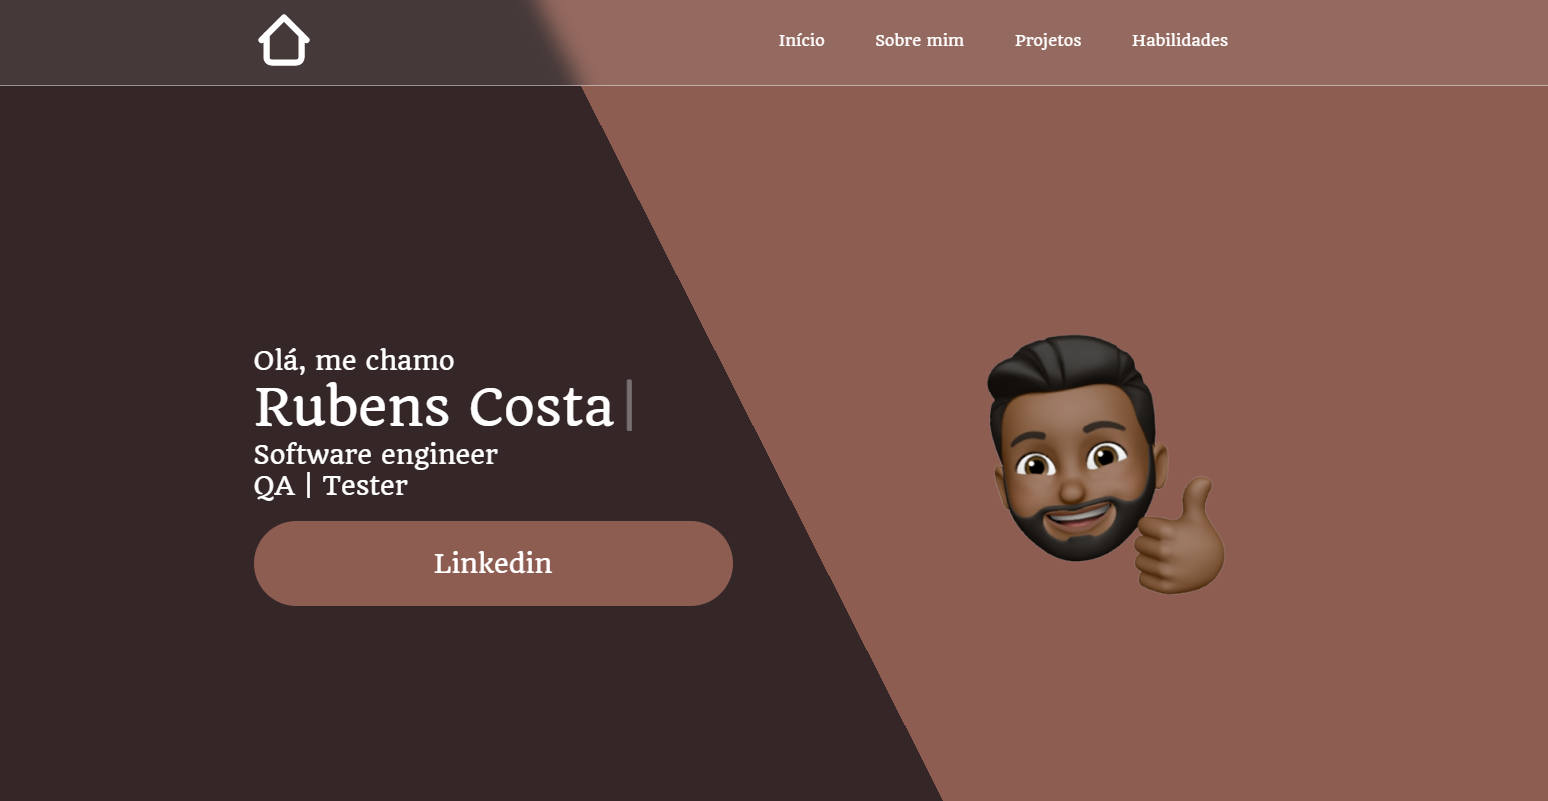 Início Sobre mim Projetos Habilidades
Olá, me chamo
Rubens Costa
Software engineer
QA | Tester
Linkedin